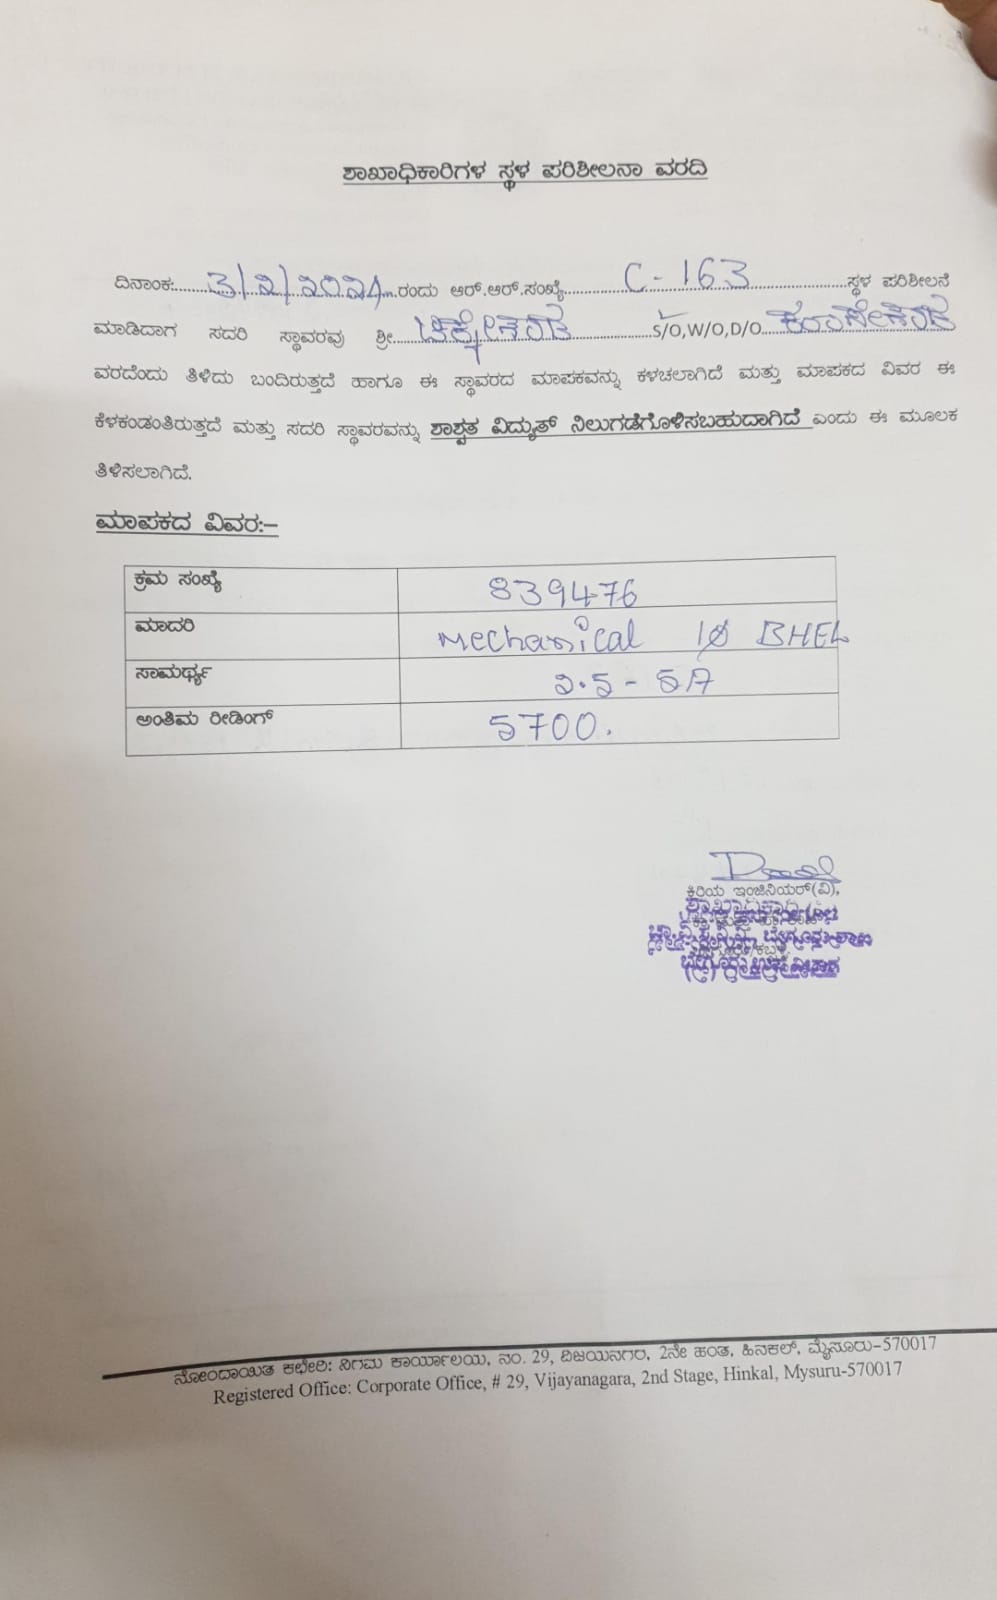 ಶಾಖಾಧಿಕಾರಿಗಳ ಸ್ಥಳ ಪರಿಶೀಲನಾ ವರದಿ
ದಿನಾಂಕ:........3/೨/೨೦೨4....ರಂದು ಆರ್.ಆರ್.ಸಂಖ್ಯೆ.........C-163.........ಸ್ಥಳ ಪರಿಶೀಲನೆ
ಮಾಡಿದಾಗ ಸದರಿ ಸ್ಥಾವರವು ಶ್ರೀ.................S/O,W/O,D/O.........
ವರದೆಂದು ತಿಳಿದು ಬಂದಿರುತ್ತದೆ ಹಾಗೂ ಈ ಸ್ಥಾವರದ ಮಾಪಕವನ್ನು ಕಳಚಲಾಗಿದೆ ಮತ್ತು ಮಾಪಕದ ವಿವರ ಈ
ಕೆಳಕಂಡಂತಿರುತ್ತದೆ ಮತ್ತು ಸದರಿ ಸ್ಥಾವರವನ್ನು ಶಾಶ್ವತ ವಿದ್ಯುತ್ ನಿಲುಗಡೆಗೊಳಿಸಬಹುದಾಗಿದೆ ಎಂದು ಈ ಮೂಲಕ
ತಿಳಿಸಲಾಗಿದೆ.
ಮಾಪಕದ ವಿವರ:–
ಕ್ರಮ ಸಂಖ್ಯೆ 839476
ಮಾದರಿ Mechanical 1Ø BHEL
ಸಾಮರ್ಥ್ಯ ೨.5 - 5A
ಅಂತಿಮ ರೀಡಿಂಗ್ 5700.
ಕಿರಿಯ ಇಂಜಿನಿಯರ್(ವಿ),
ನೋಂದಾಯಿತ ಕಛೇರಿ: ನಿಗಮ ಕಾರ್ಯಾಲಯ, ನಂ. 29, ವಿಜಯನಗರ, 2ನೇ ಹಂತ, ಹಿನಕಲ್, ಮೈಸೂರು-570017
Registered Office: Corporate Office, # 29, Vijayanagara, 2nd Stage, Hinkal, Mysuru-570017